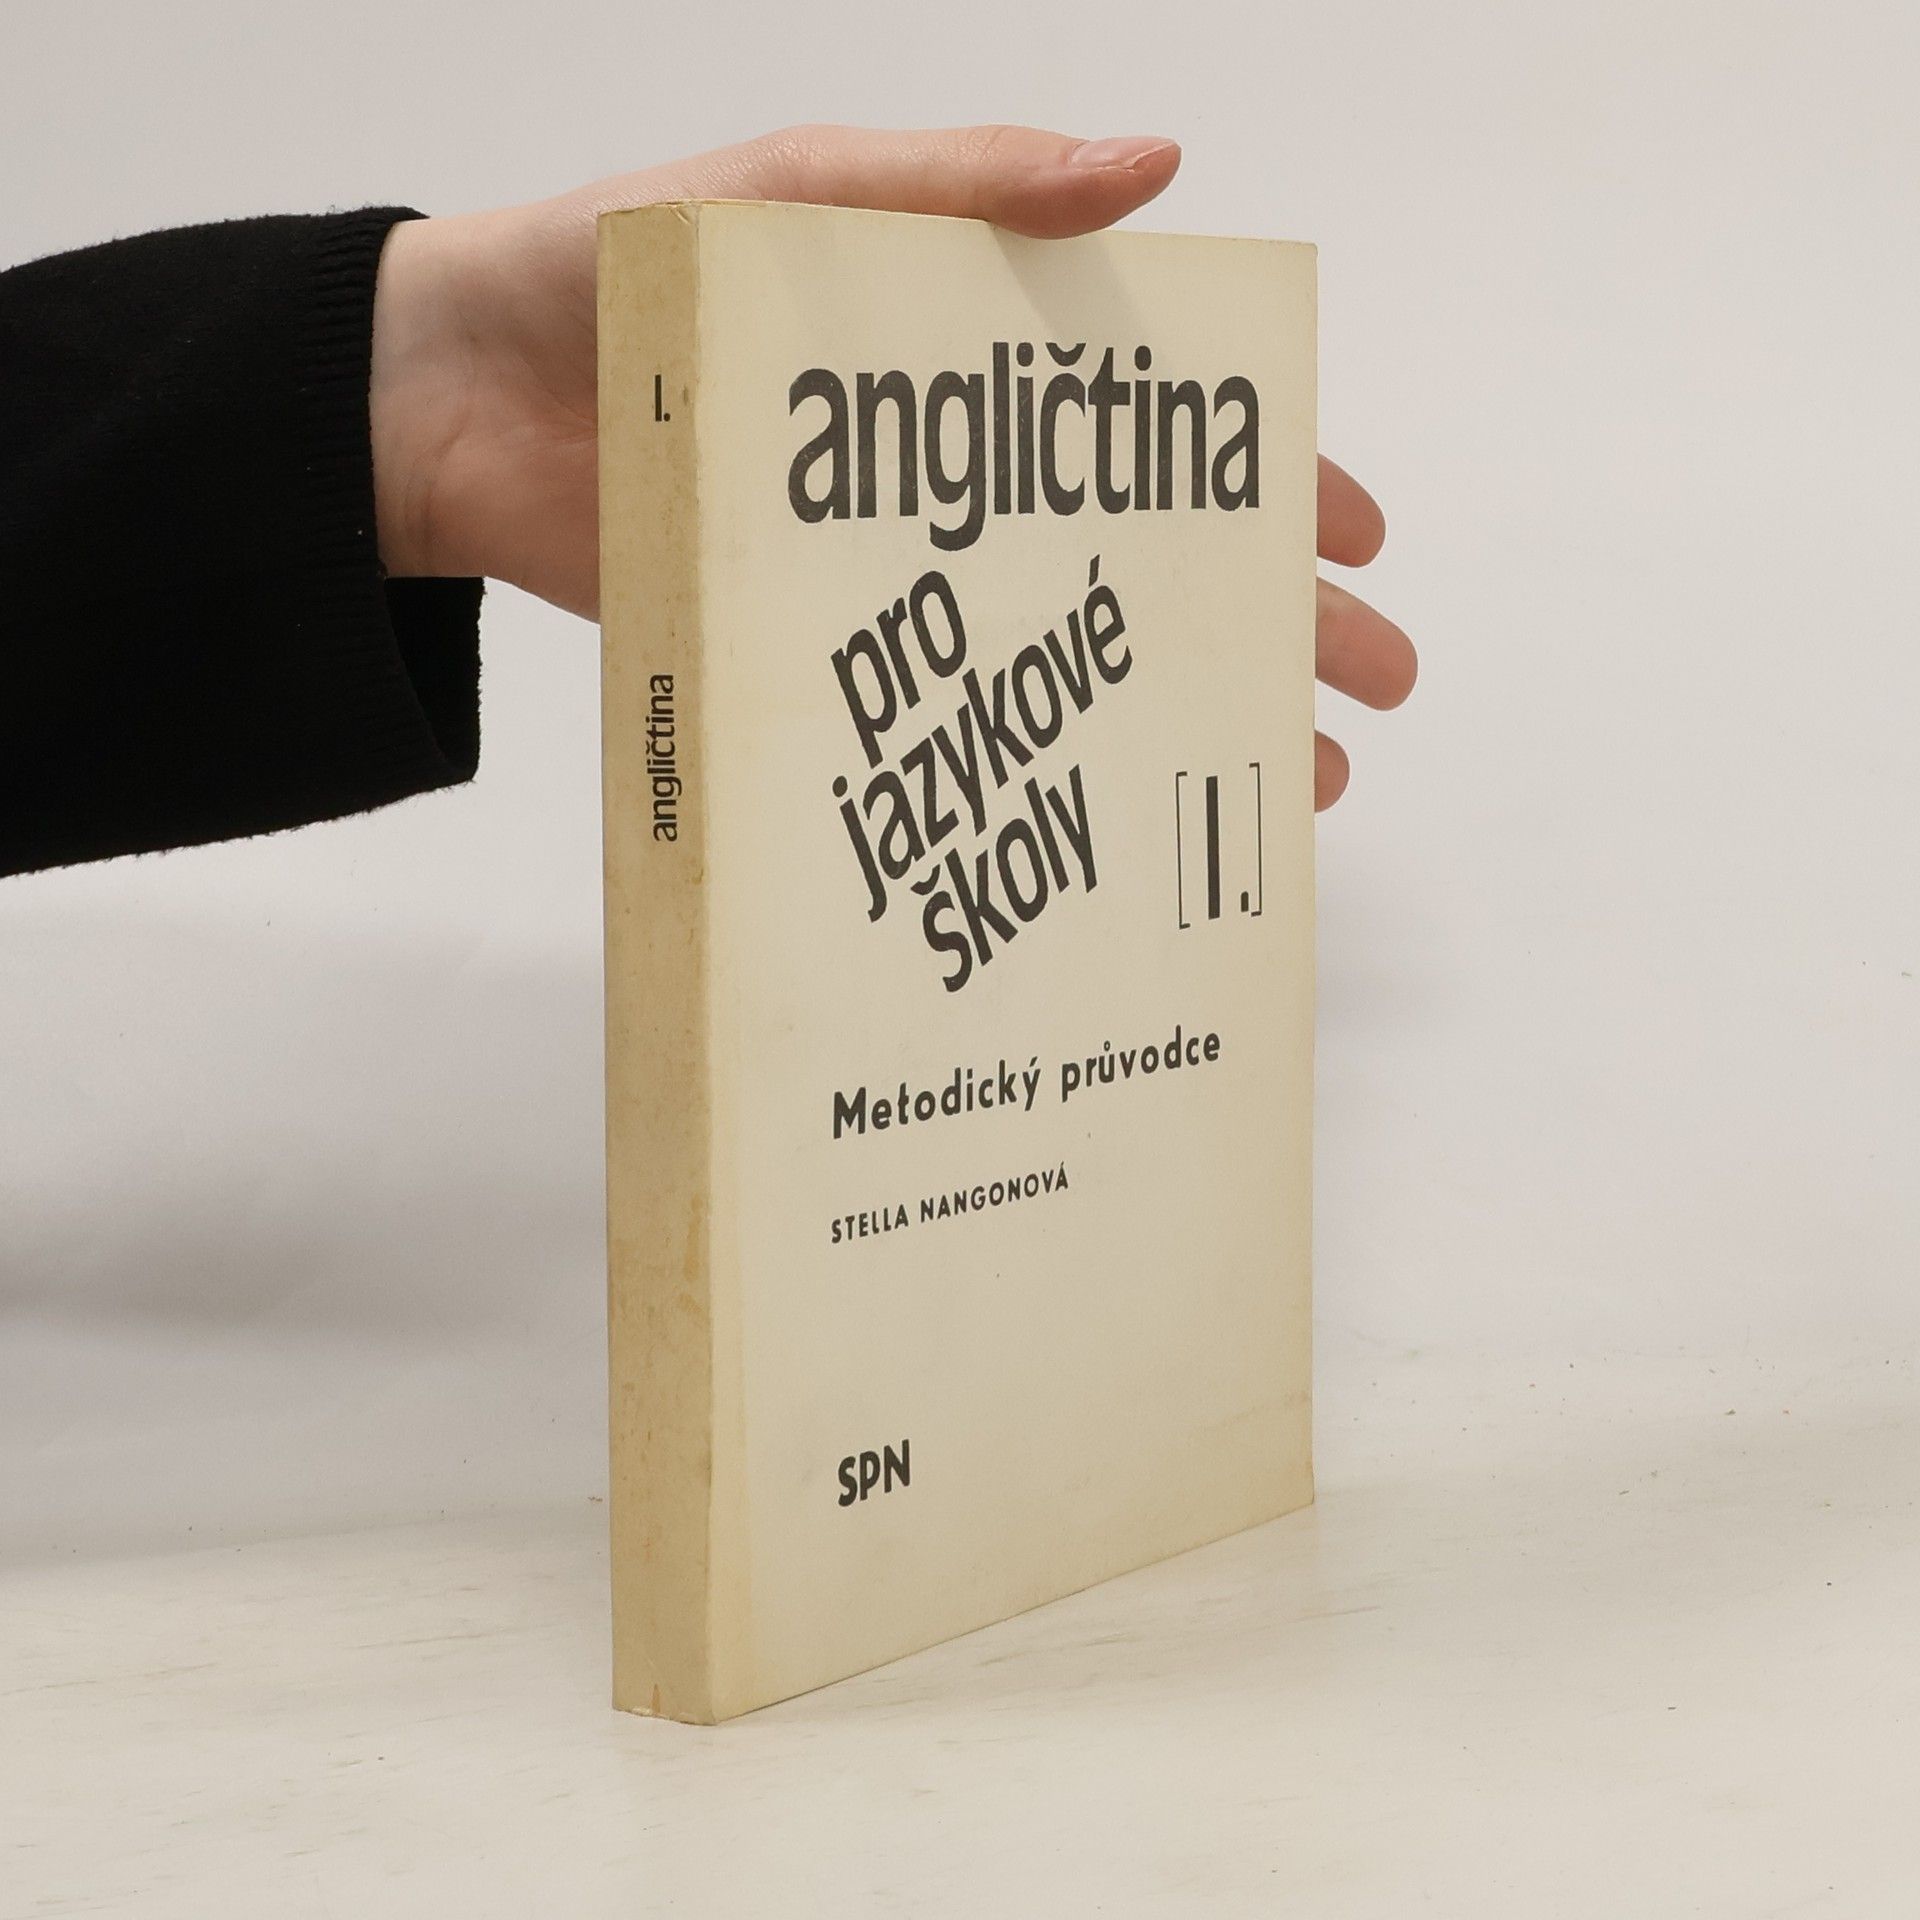 I.
angličtina
angličtina
pro
jazykové
školy
[I.]
Metodický průvodce
STELLA NANGONOVÁ
SPN